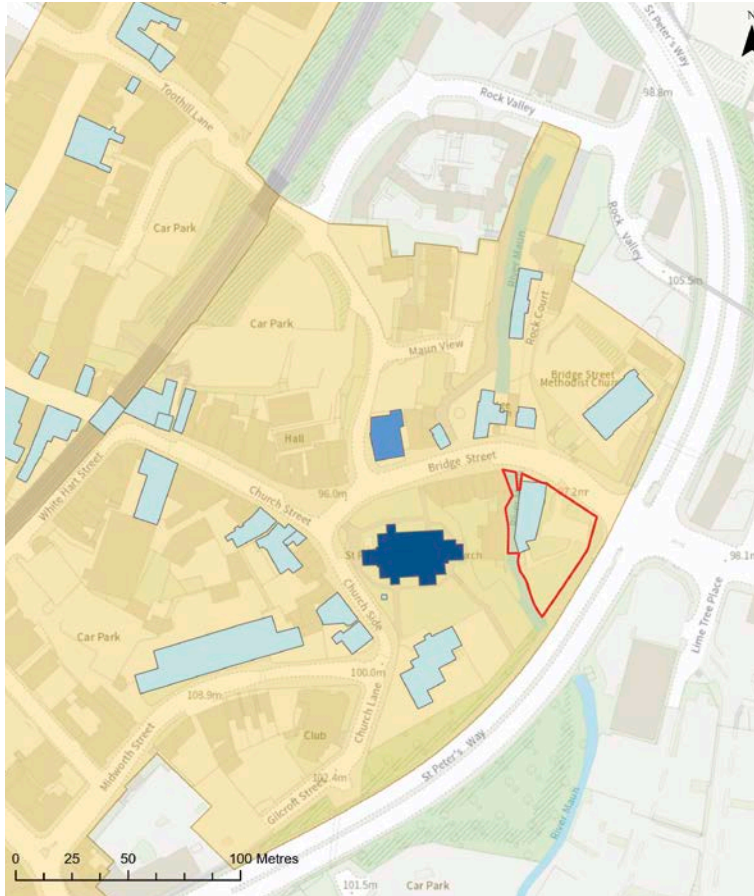 N
St Peter's Way
98.8m
Rock Valley
Toothill Lane
Car Park
River Maun
Rock Valley
105.5m
Car Park
Rock Court
Maun View
Bridge Street
Methodist Church
Hall
Bridge Street
White Hart Street
Church Street
96.0m
98.1m
Church Side
Lime Tree Place
Car Park
100.0m
108.9m
Church Lane
Club
St Peter's Way
Midworth Street
Gilcroft Street
102.4m
River Maun
0 25 50 100 Metres
101.5m
Car Park